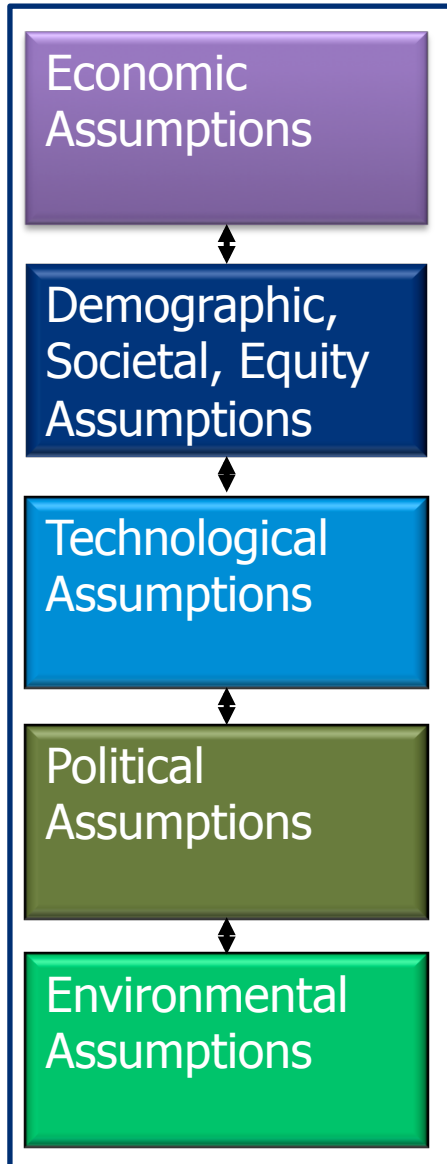 Economic
Assumptions
Demographic,
Societal, Equity
Assumptions
Technological
Assumptions
Political
Assumptions
Environmental
Assumptions